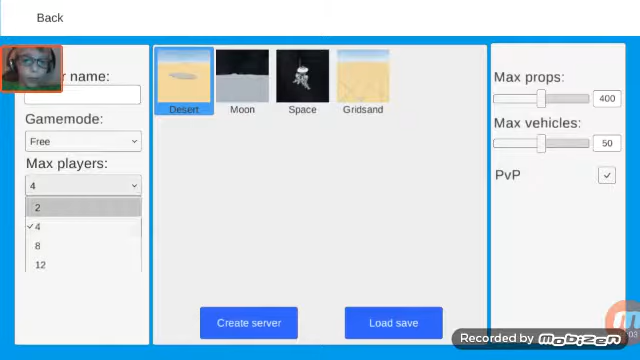 Back
name:
Gamemode:
Free
Max players:
4
2
4
8
12
Desert
Moon
Space
Gridsand
Create server
Load save
Max props:
400
Max vehicles:
50
PvP
Recorded by MOBIZEN